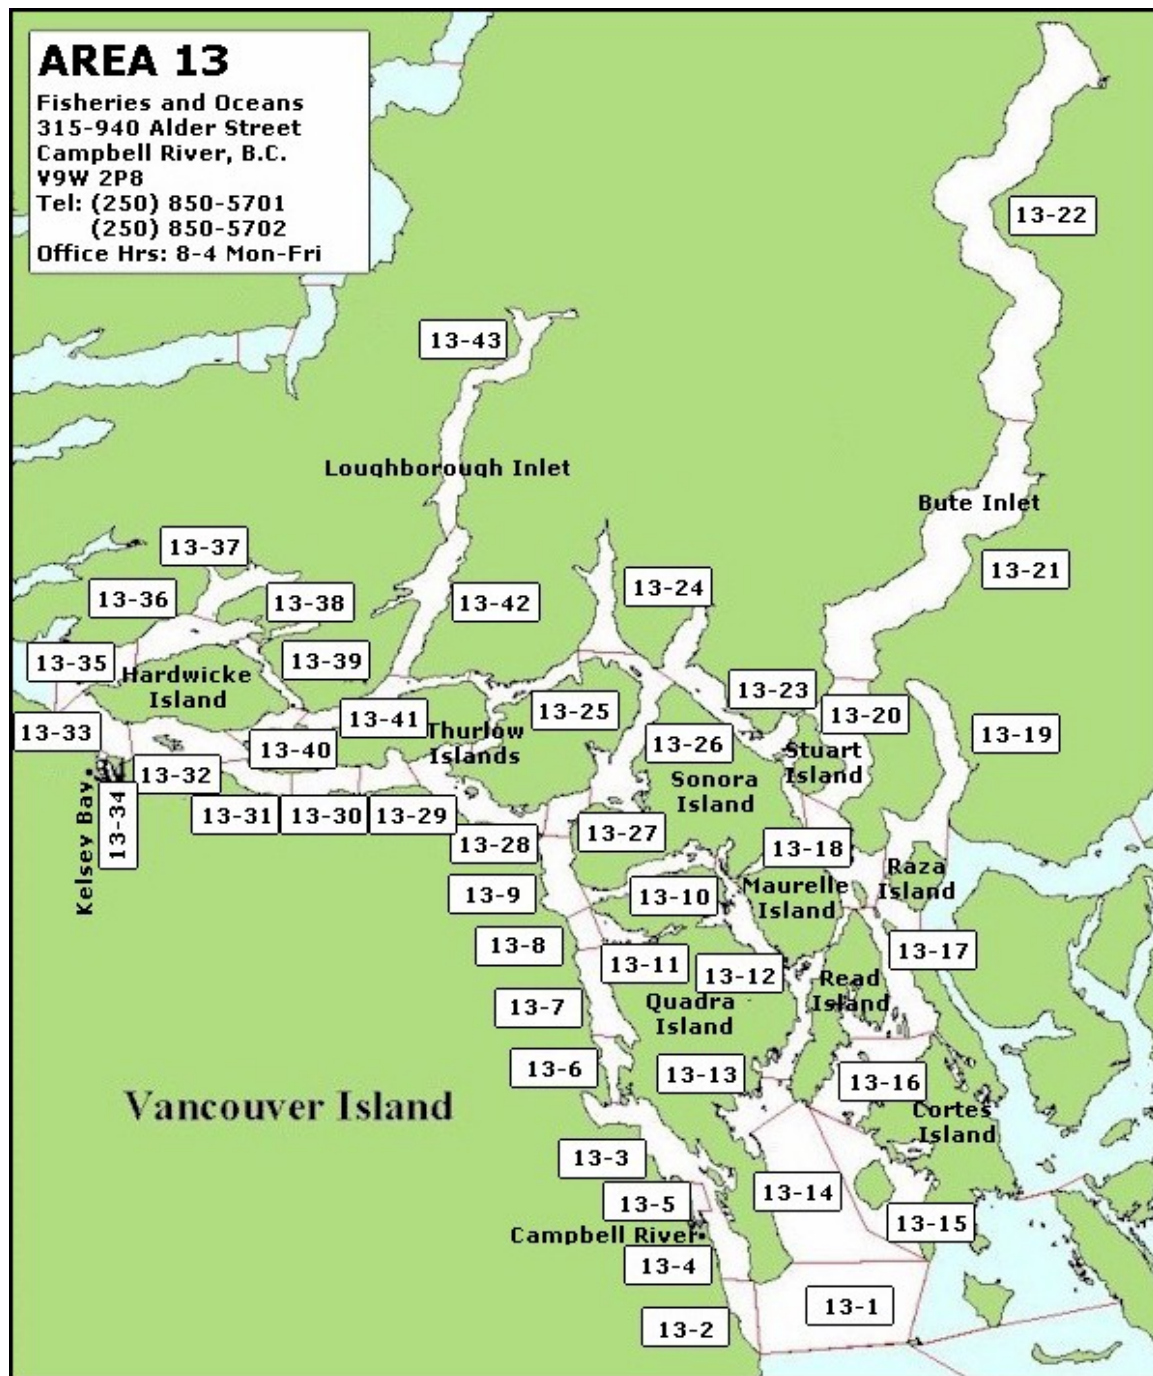 AREA 13
Fisheries and Oceans
315-940 Alder Street
Campbell River, B.C.
V9W 2P8
Tel: (250) 850-5701
(250) 850-5702
Office Hrs: 8-4 Mon-Fri
13-22
13-43
Loughborough Inlet
Bute Inlet
13-37
13-21
13-24
13-36
13-38
13-42
13-35
13-39
Hardwicke
Island
13-23
13-25
13-20
13-41
13-33
13-19
Thurlow
Islands
13-40
13-26
Stuart
Island
13-32
Sonora
Island
Kelsey Bay
13-34
13-31
13-30
13-29
13-27
13-28
13-18
Raza
Island
Maurelle
Island
13-9
13-10
13-8
13-17
13-11
13-12
Read
Island
13-7
Quadra
Island
13-6
13-13
13-16
Vancouver Island
Cortes
Island
13-3
13-14
13-5
13-15
Campbell River
13-4
13-1
13-2